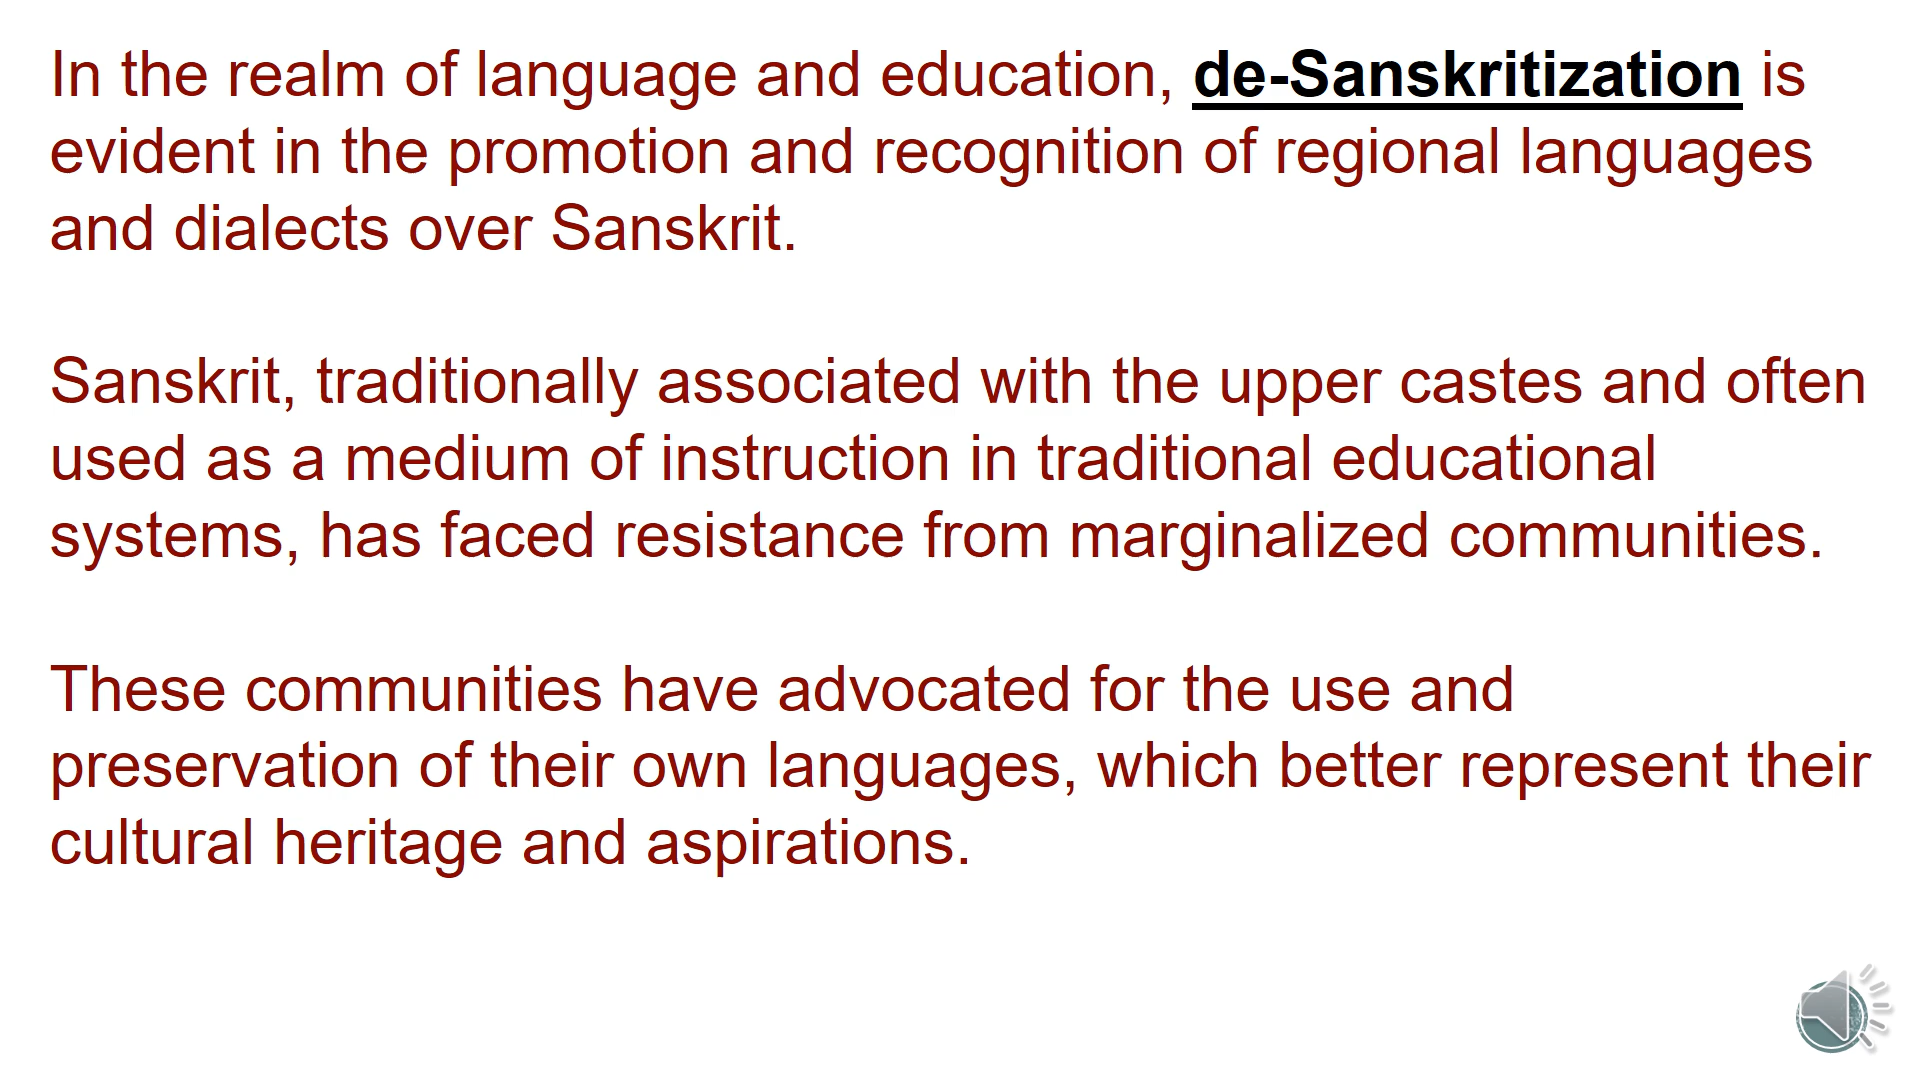 In the realm of language and education, de-Sanskritization is
evident in the promotion and recognition of regional languages
and dialects over Sanskrit.
Sanskrit, traditionally associated with the upper castes and often
used as a medium of instruction in traditional educational
systems, has faced resistance from marginalized communities.
These communities have advocated for the use and
preservation of their own languages, which better represent their
cultural heritage and aspirations.